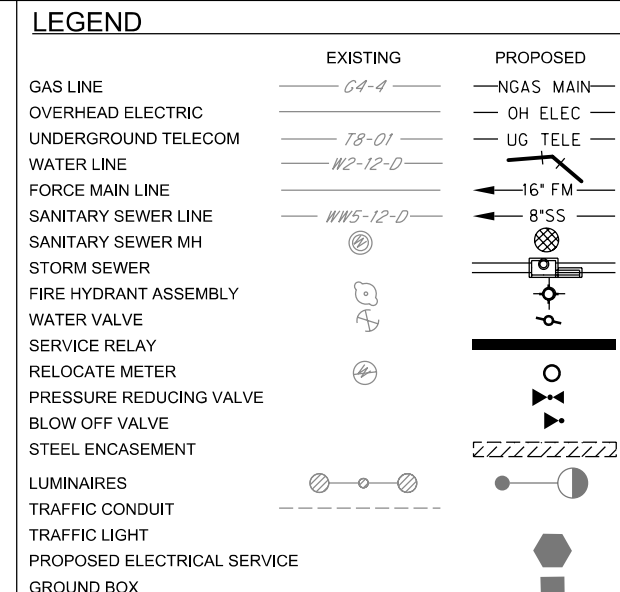 LEGEND
EXISTING PROPOSED
GAS LINE G4-4 NGAS MAIN
OVERHEAD ELECTRIC OH ELEC
UNDERGROUND TELECOM T8-01 UG TELE
WATER LINE W2-12-D
FORCE MAIN LINE 16" FM
SANITARY SEWER LINE WW5-12-D 8"SS
SANITARY SEWER MH
STORM SEWER
FIRE HYDRANT ASSEMBLY
WATER VALVE
SERVICE RELAY
RELOCATE METER
PRESSURE REDUCING VALVE
BLOW OFF VALVE
STEEL ENCASEMENT
LUMINAIRES
TRAFFIC CONDUIT
TRAFFIC LIGHT
PROPOSED ELECTRICAL SERVICE
GROUND BOX